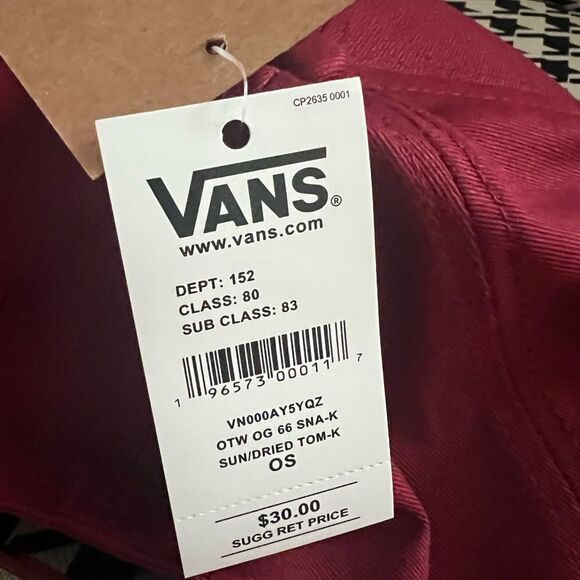 CP2635 0001
VANS®
www.vans.com
DEPT: 152
CLASS: 80
SUB CLASS: 83
1 96573 00011 7
VN000AY5YQZ
OTW OG 66 SNA-K
SUN/DRIED TOM-K
OS
$30.00
SUGG RET PRICE